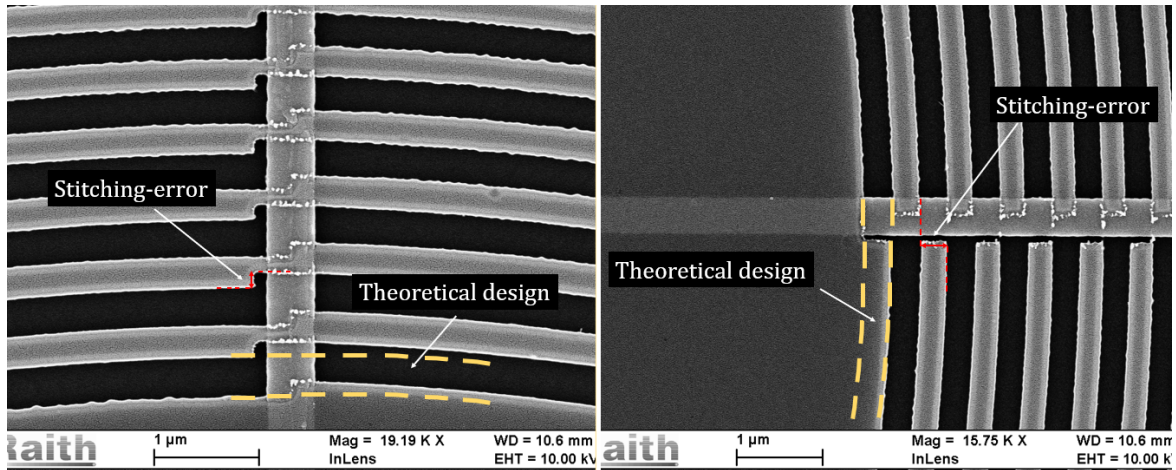 Stitching-error
Theoretical design
Raith
1 µm
Mag = 19.19 K X
InLens
WD = 10.6 mm
EHT = 10.00 kV
Stitching-error
Theoretical design
aith
1 µm
Mag = 15.75 K X
InLens
WD = 10.6 mm
EHT = 10.00 kV